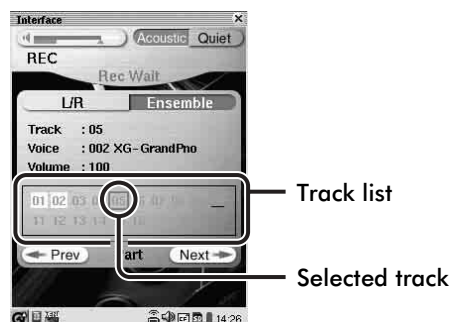 Interface ×
Acoustic Quiet
REC
Rec Wait
L/R Ensemble
Track : 05
Voice : 002 XG-GrandPno
Volume : 100
01 02 03 05
11 12 13
Prev art Next
14:26
Track list
Selected track